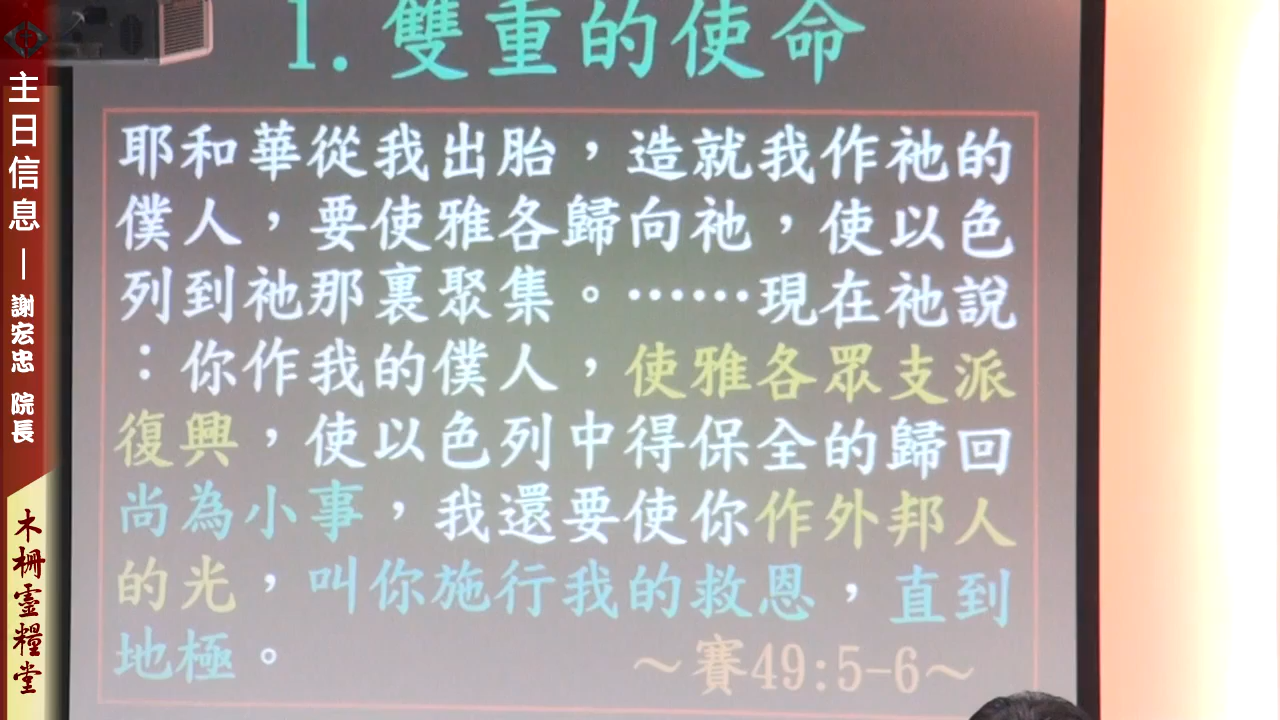 1.雙重的使命
耶和華從我出胎，造就我作祂的
僕人，要使雅各歸向祂，使以色
列到祂那裏聚集。……現在祂說
：你作我的僕人，使雅各眾支派
復興，使以色列中得保全的歸回
尚為小事，我還要使你作外邦人
的光，叫你施行我的救恩，直到
地極。
～賽49:5-6～
主日信息－謝宏忠 院長
木柵靈糧堂